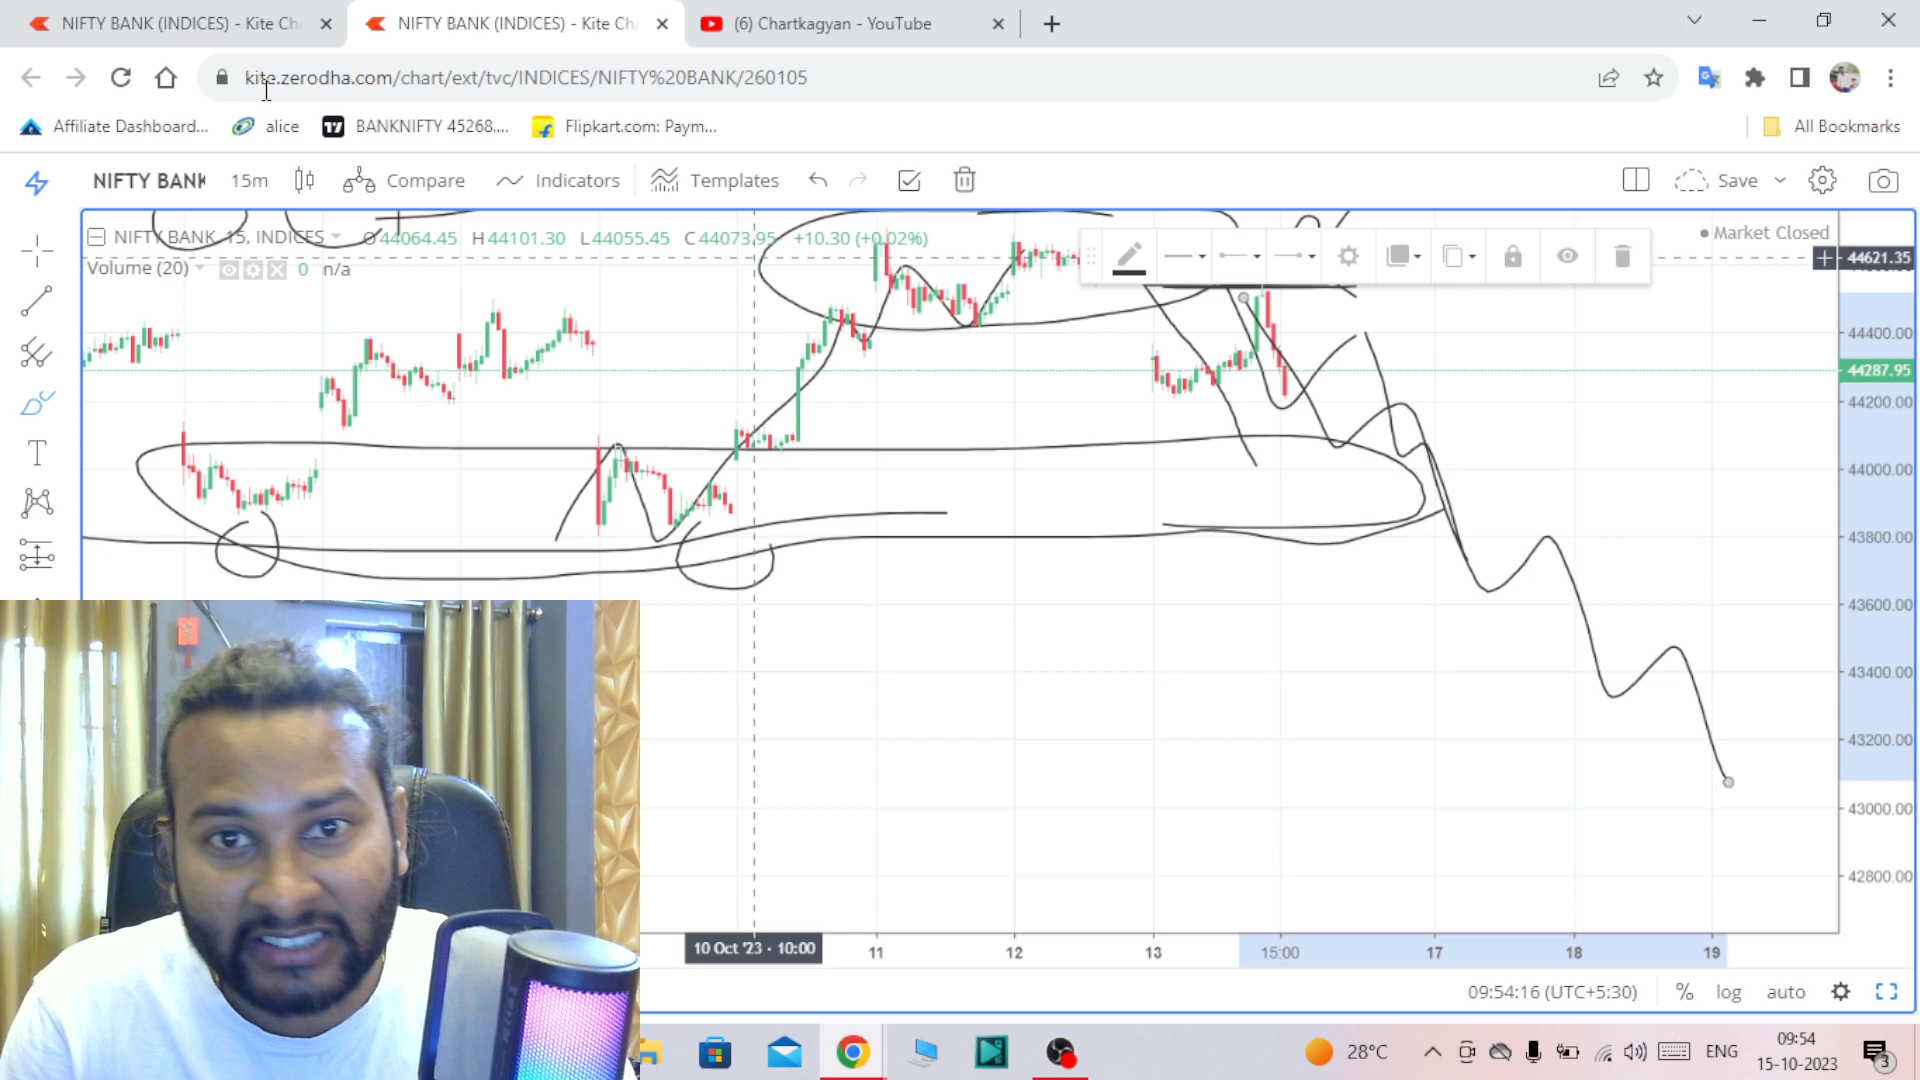 NIFTY BANK (INDICES) - Kite Cha
NIFTY BANK (INDICES) - Kite Cha
(6) Chartkagyan - YouTube
kite.zerodha.com/chart/ext/tvc/INDICES/NIFTY%20BANK/260105
Affiliate Dashboard...
alice
BANKNIFTY 45268....
Flipkart.com: Paym...
All Bookmarks
NIFTY BANK
15m
Compare
Indicators
Templates
Save
NIFTY BANK, 15, INDICES
O44064.45 H44101.30 L44055.45 C44073.95 +10.30 (+0.02%)
Market Closed
Volume (20)
0 n/a
44621.35
44400.00
44287.95
44200.00
44000.00
43800.00
43600.00
43400.00
43200.00
43000.00
42800.00
10 Oct '23 · 10:00
11
12
13
15:00
17
18
19
09:54:16 (UTC+5:30)
%
log
auto
28°C
ENG
09:54
15-10-2023
3